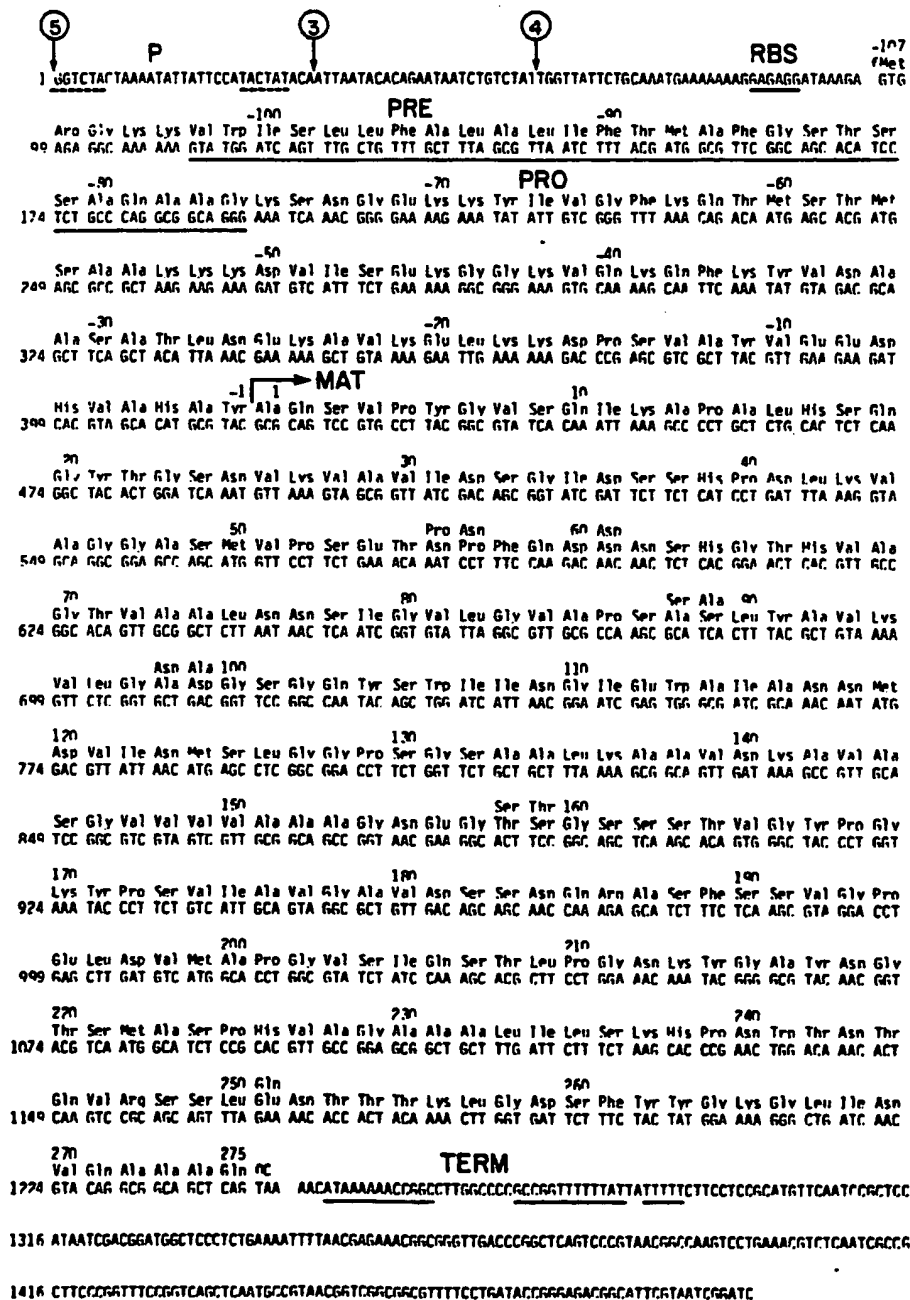 5 3 4
P RBS -107
fMet
1 GGTCTACTAAAATATTATTCCATACTATACAATTAATACACAGAATAATCTGTCTATTGGTTATTCTGCAAATGAAAAAAAGGAGAGGATAAAGA GTG
PRE
-100 -90
Arg Gly Lys Lys Val Trp Ile Ser Leu Leu Phe Ala Leu Ala Leu Ile Phe Thr Met Ala Phe Gly Ser Thr Ser
99 AGA GGC AAA AAA GTA TGG ATC AGT TTG CTG TTT GCT TTA GCG TTA ATC TTT ACG ATG GCG TTC GGC AGC ACA TCC
-80 -70 PRO -60
Ser Ala Gln Ala Ala Gly Lys Ser Asn Gly Glu Lys Lys Tyr Ile Val Gly Phe Lys Gln Thr Met Ser Thr Met
174 TCT GCC CAG GCG GCA GGG AAA TCA AAC GGG GAA AAG AAA TAT ATT GTC GGG TTT AAA CAG ACA ATG AGC ACG ATG
-50 -40
Ser Ala Ala Lys Lys Lys Asp Val Ile Ser Glu Lys Gly Gly Lys Val Gln Lys Gln Phe Lys Tyr Val Asn Ala
249 AGC GCC GCT AAG AAG AAA GAT GTC ATT TCT GAA AAA GGC GGG AAA GTG CAA AAG CAA TTC AAA TAT GTA GAC GCA
-30 -20 -10
Ala Ser Ala Thr Leu Asn Glu Lys Ala Val Lys Glu Leu Lys Lys Asp Pro Ser Val Ala Tyr Val Glu Glu Asp
324 GCT TCA GCT ACA TTA AAC GAA AAA GCT GTA AAA GAA TTG AAA AAA GAC CCG AGC GTC GCT TAC GTT GAA GAA GAT
-1 1 MAT 10
His Val Ala His Ala Tyr Ala Gln Ser Val Pro Tyr Gly Val Ser Gln Ile Lys Ala Pro Ala Leu His Ser Gln
399 CAC GTA GCA CAT GCG TAC GCG CAG TCC GTG CCT TAC GGC GTA TCA CAA ATT AAA GCC CCT GCT CTG CAC TCT CAA
20 30 40
Gly Tyr Thr Gly Ser Asn Val Lys Val Ala Val Ile Asn Ser Gly Ile Asp Ser Ser His Pro Asn Leu Lys Val
474 GGC TAC ACT GGA TCA AAT GTT AAA GTA GCG GTT ATC GAC AGC GGT ATC GAT TCT TCT CAT CCT GAT TTA AAG GTA
50 Pro Asn 60 Asn
Ala Gly Gly Ala Ser Met Val Pro Ser Glu Thr Asn Pro Phe Gln Asp Asn Asn Ser His Gly Thr His Val Ala
549 GCA GGC GGA GCC AGC ATG GTT CCT TCT GAA ACA AAT CCT TTC CAA GAC AAC AAC TCT CAC GGA ACT CAC GTT GCC
70 80 Ser Ala 90
Gly Thr Val Ala Ala Leu Asn Asn Ser Ile Gly Val Leu Gly Val Ala Pro Ser Ala Ser Leu Tyr Ala Val Lys
624 GGC ACA GTT GCG GCT CTT AAT AAC TCA ATC GGT GTA TTA GGC GTT GCG CCA AGC GCA TCA CTT TAC GCT GTA AAA
Asn Ala 100 110
Val Leu Gly Ala Asp Gly Ser Gly Gln Tyr Ser Trp Ile Ile Asn Gly Ile Glu Trp Ala Ile Ala Asn Asn Met
699 GTT CTC GGT GCT GAC GGT TCC GGC CAA TAC AGC TGG ATC ATT AAC GGA ATC GAG TGG GCG ATC GCA AAC AAT ATG
120 130 140
Asp Val Ile Asn Met Ser Leu Gly Gly Pro Ser Gly Ser Ala Ala Leu Lys Ala Ala Val Asn Lys Ala Val Ala
774 GAC GTT ATT AAC ATG AGC CTC GGC GGA CCT TCT GGT TCT GCT GCT TTA AAA GCG GCA GTT GAT AAA GCC GTT GCA
150 Ser Thr 160
Ser Gly Val Val Val Val Ala Ala Ala Gly Asn Glu Gly Thr Ser Gly Ser Ser Ser Thr Val Gly Tyr Pro Gly
849 TCC GGC GTC GTA GTC GTT GCG GCA GCC GGT AAC GAA GGC ACT TCC GGC AGC TCA AGC ACA GTG GGC TAC CCT GGT
170 180 190
Lys Tyr Pro Ser Val Ile Ala Val Gly Ala Val Asn Ser Ser Asn Gln Arg Ala Ser Phe Ser Ser Val Gly Pro
924 AAA TAC CCT TCT GTC ATT GCA GTA GGC GCT GTT GAC AGC AGC AAC CAA AGA GCA TCT TTC TCA AGC GTA GGA CCT
200 210
Glu Leu Asp Val Met Ala Pro Gly Val Ser Ile Gln Ser Thr Leu Pro Gly Asn Lys Tyr Gly Ala Tyr Asn Gly
999 GAG CTT GAT GTC ATG GCA CCT GGC GTA TCT ATC CAA AGC ACG CTT CCT GGA AAC AAA TAC GGG GCG TAC AAC GGT
220 230 240
Thr Ser Met Ala Ser Pro His Val Ala Gly Ala Ala Ala Leu Ile Leu Ser Lys His Pro Asn Trp Thr Asn Thr
1074 ACG TCA ATG GCA TCT CCG CAC GTT GCC GGA GCG GCT GCT TTG ATT CTT TCT AAG CAC CCG AAC TGG ACA AAC ACT
250 Gln 260
Gln Val Arg Ser Ser Leu Glu Asn Thr Thr Thr Lys Leu Gly Asp Ser Phe Tyr Tyr Gly Lys Gly Leu Ile Asn
1149 CAA GTC CGC AGC AGT TTA GAA AAC ACC ACT ACA AAA CTT GGT GAT TCT TTC TAC TAT GGA AAA GGG CTG ATC AAC
270 275 TERM
Val Gln Ala Ala Ala Gln OC
1224 GTA CAG GCG GCA GCT CAG TAA AACATAAAAAACCGGCCTTGGCCCCGCCGGTTTTTTATTATTTTTCTTCCTCCGCATGTTCAATCCGCTCC
1316 ATAATCGACGGATGGCTCCCTCTGAAAATTTTAACGAGAAACGGCGGGTTGACCCGGCTCAGTCCCGTAACGGCCAAGTCCTGAAACGTCTCAATCGCCG
1416 CTTCCCGGTTTCCGGTCAGCTCAATGCCGTAACGGTCGGCGGCGTTTTCCTGATACCGGGAGACGGCATTCGTAATCGGATC